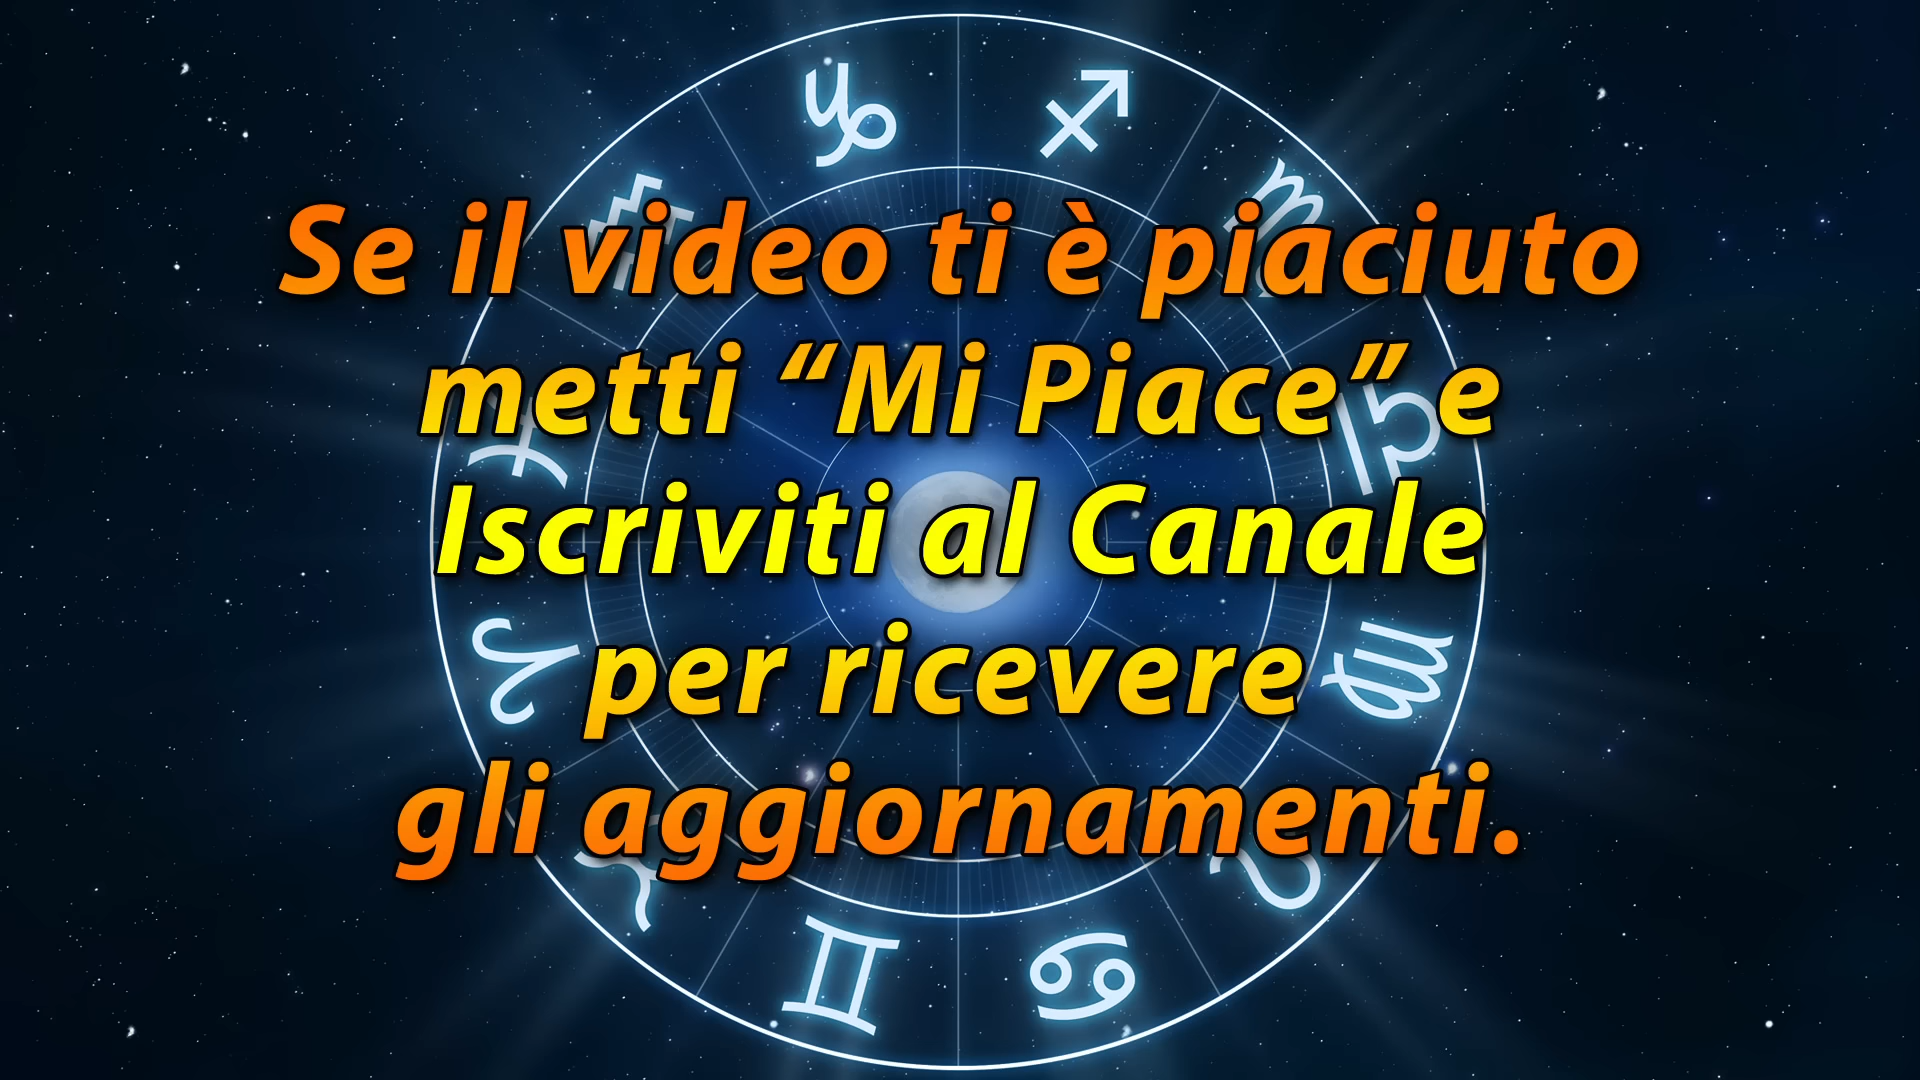 Se il video ti è piaciuto
metti “Mi Piace” e
Iscriviti al Canale
per ricevere
gli aggiornamenti.